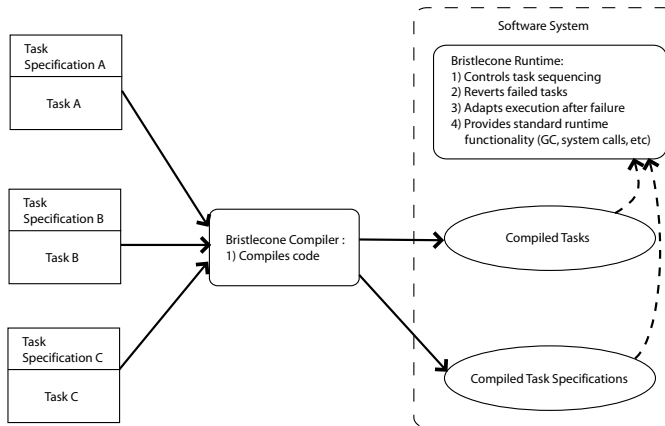 Task
Specification A
Task A
Task
Specification B
Task B
Task
Specification C
Task C
Bristlecone Compiler :
1) Compiles code
Software System
Bristlecone Runtime:
1) Controls task sequencing
2) Reverts failed tasks
3) Adapts execution after failure
4) Provides standard runtime
functionality (GC, system calls, etc)
Compiled Tasks
Compiled Task Specifications